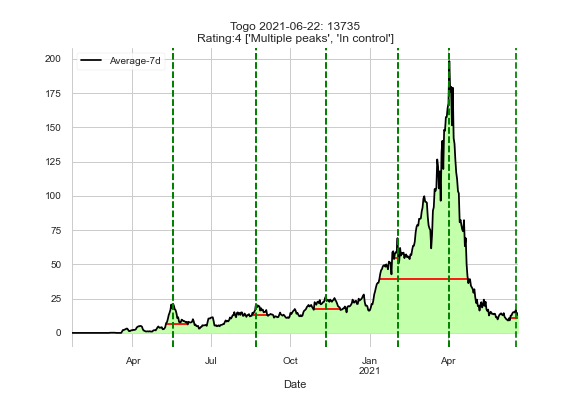 Togo 2021-06-22: 13735
Rating:4 ['Multiple peaks', 'In control']
Average-7d
200
175
150
125
100
75
50
25
0
Apr Jul Oct Jan Apr
2021
Date